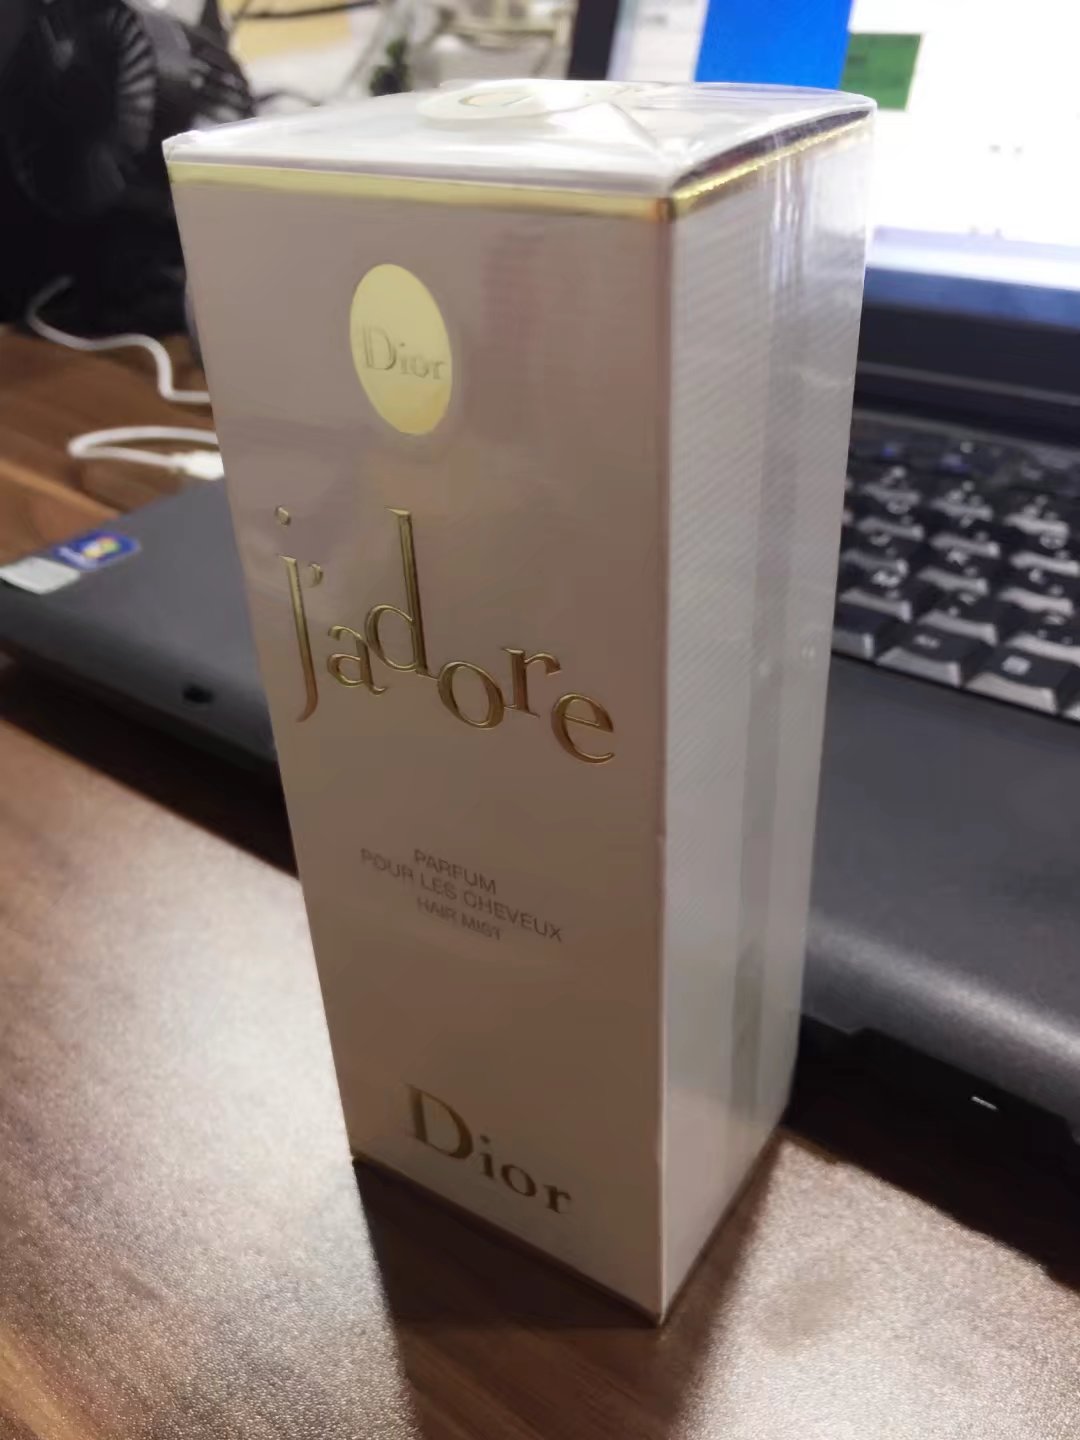 Dior
j'adore
PARFUM
POUR LES CHEVEUX
HAIR MIST
Dior